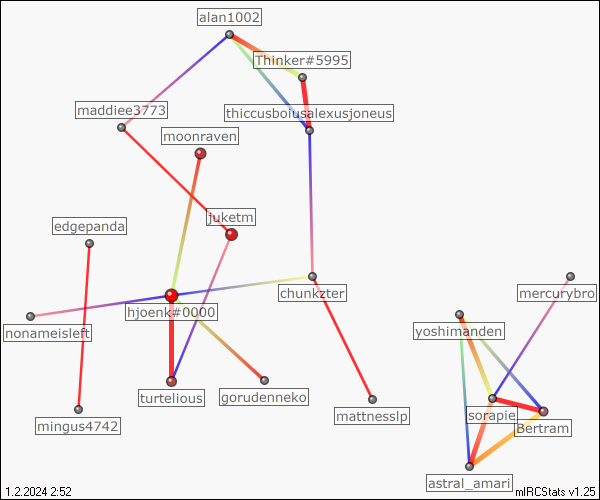 alan1002
Thinker#5995
maddiee3773
thiccusboiusalexusjoneus
moonraven
juketm
edgepanda
chunkzter
mercurybro
hjoenk#0000
nonameisleft
yoshimanden
turtelious
gorudenneko
mattnesslp
sorapie
mingus4742
Bertram
astral_amari
1.2.2024 2:52
mIRCStats v1.25